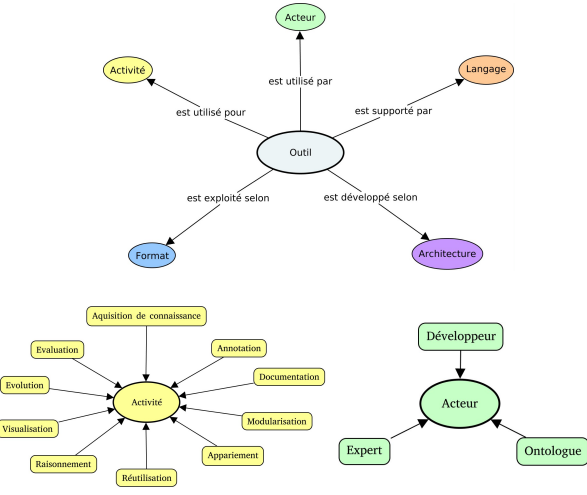 Acteur
Activité
Langage
est utilisé par
est utilisé pour
est supporté par
Outil
est exploité selon
est développé selon
Format
Architecture
Aquisition de connaissance
Evaluation
Annotation
Evolution
Documentation
Activité
Visualisation
Modularisation
Raisonnement
Appariement
Réutilisation
Développeur
Acteur
Expert
Ontologue